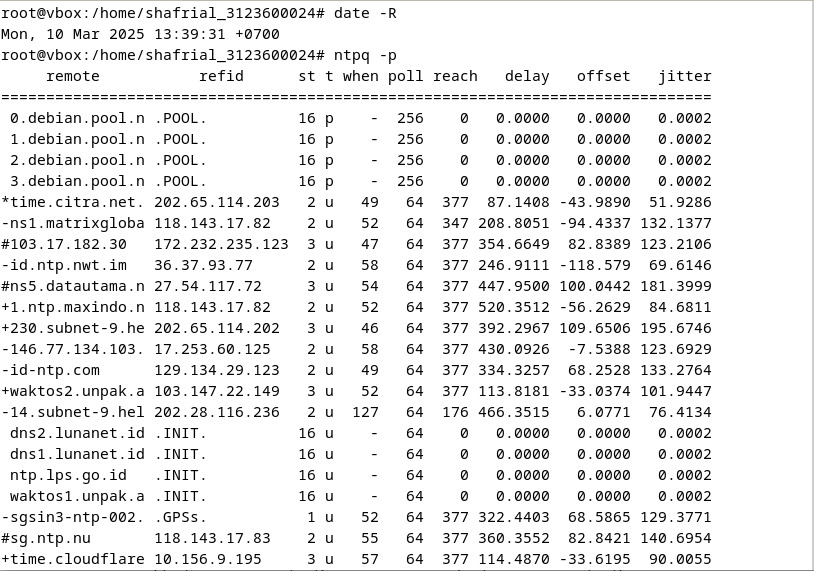 root@vbox:/home/shafrial_3123600024# date -R
Mon, 10 Mar 2025 13:39:31 +0700
root@vbox:/home/shafrial_3123600024# ntpq -p
     remote           refid      st t when poll reach   delay   offset   jitter
===============================================================================
 0.debian.pool.n .POOL.          16 p    -  256    0   0.0000   0.0000   0.0002
 1.debian.pool.n .POOL.          16 p    -  256    0   0.0000   0.0000   0.0002
 2.debian.pool.n .POOL.          16 p    -  256    0   0.0000   0.0000   0.0002
 3.debian.pool.n .POOL.          16 p    -  256    0   0.0000   0.0000   0.0002
*time.citra.net. 202.65.114.203   2 u   49   64  377  87.1408 -43.9890  51.9286
-ns1.matrixgloba 118.143.17.82    2 u   52   64  347 208.8051 -94.4337 132.1377
#103.17.182.30   172.232.235.123  3 u   47   64  377 354.6649  82.8389 123.2106
-id.ntp.nwt.im   36.37.93.77      2 u   58   64  377 246.9111 -118.579  69.6146
#ns5.datautama.n 27.54.117.72     3 u   54   64  377 447.9500 100.0442 181.3999
+1.ntp.maxindo.n 118.143.17.82    2 u   52   64  377 520.3512 -56.2629  84.6811
+230.subnet-9.he 202.65.114.202   3 u   46   64  377 392.2967 109.6506 195.6746
-146.77.134.103. 17.253.60.125    2 u   58   64  377 430.0926  -7.5388 123.6929
-id-ntp.com      129.134.29.123   2 u   49   64  377 334.3257  68.2528 133.2764
+waktos2.unpak.a 103.147.22.149   3 u   52   64  377 113.8181 -33.0374 101.9447
-14.subnet-9.hel 202.28.116.236   2 u  127   64  176 466.3515   6.0771  76.4134
 dns2.lunanet.id .INIT.          16 u    -   64    0   0.0000   0.0000   0.0002
 dns1.lunanet.id .INIT.          16 u    -   64    0   0.0000   0.0000   0.0002
 ntp.lps.go.id   .INIT.          16 u    -   64    0   0.0000   0.0000   0.0002
 waktos1.unpak.a .INIT.          16 u    -   64    0   0.0000   0.0000   0.0002
-sgsin3-ntp-002. .GPSs.           1 u   52   64  377 322.4403  68.5865 129.3771
#sg.ntp.nu       118.143.17.83    2 u   55   64  377 360.3552  82.8421 140.6954
+time.cloudflare 10.156.9.195     3 u   57   64  377 114.4870 -33.6195  90.0055